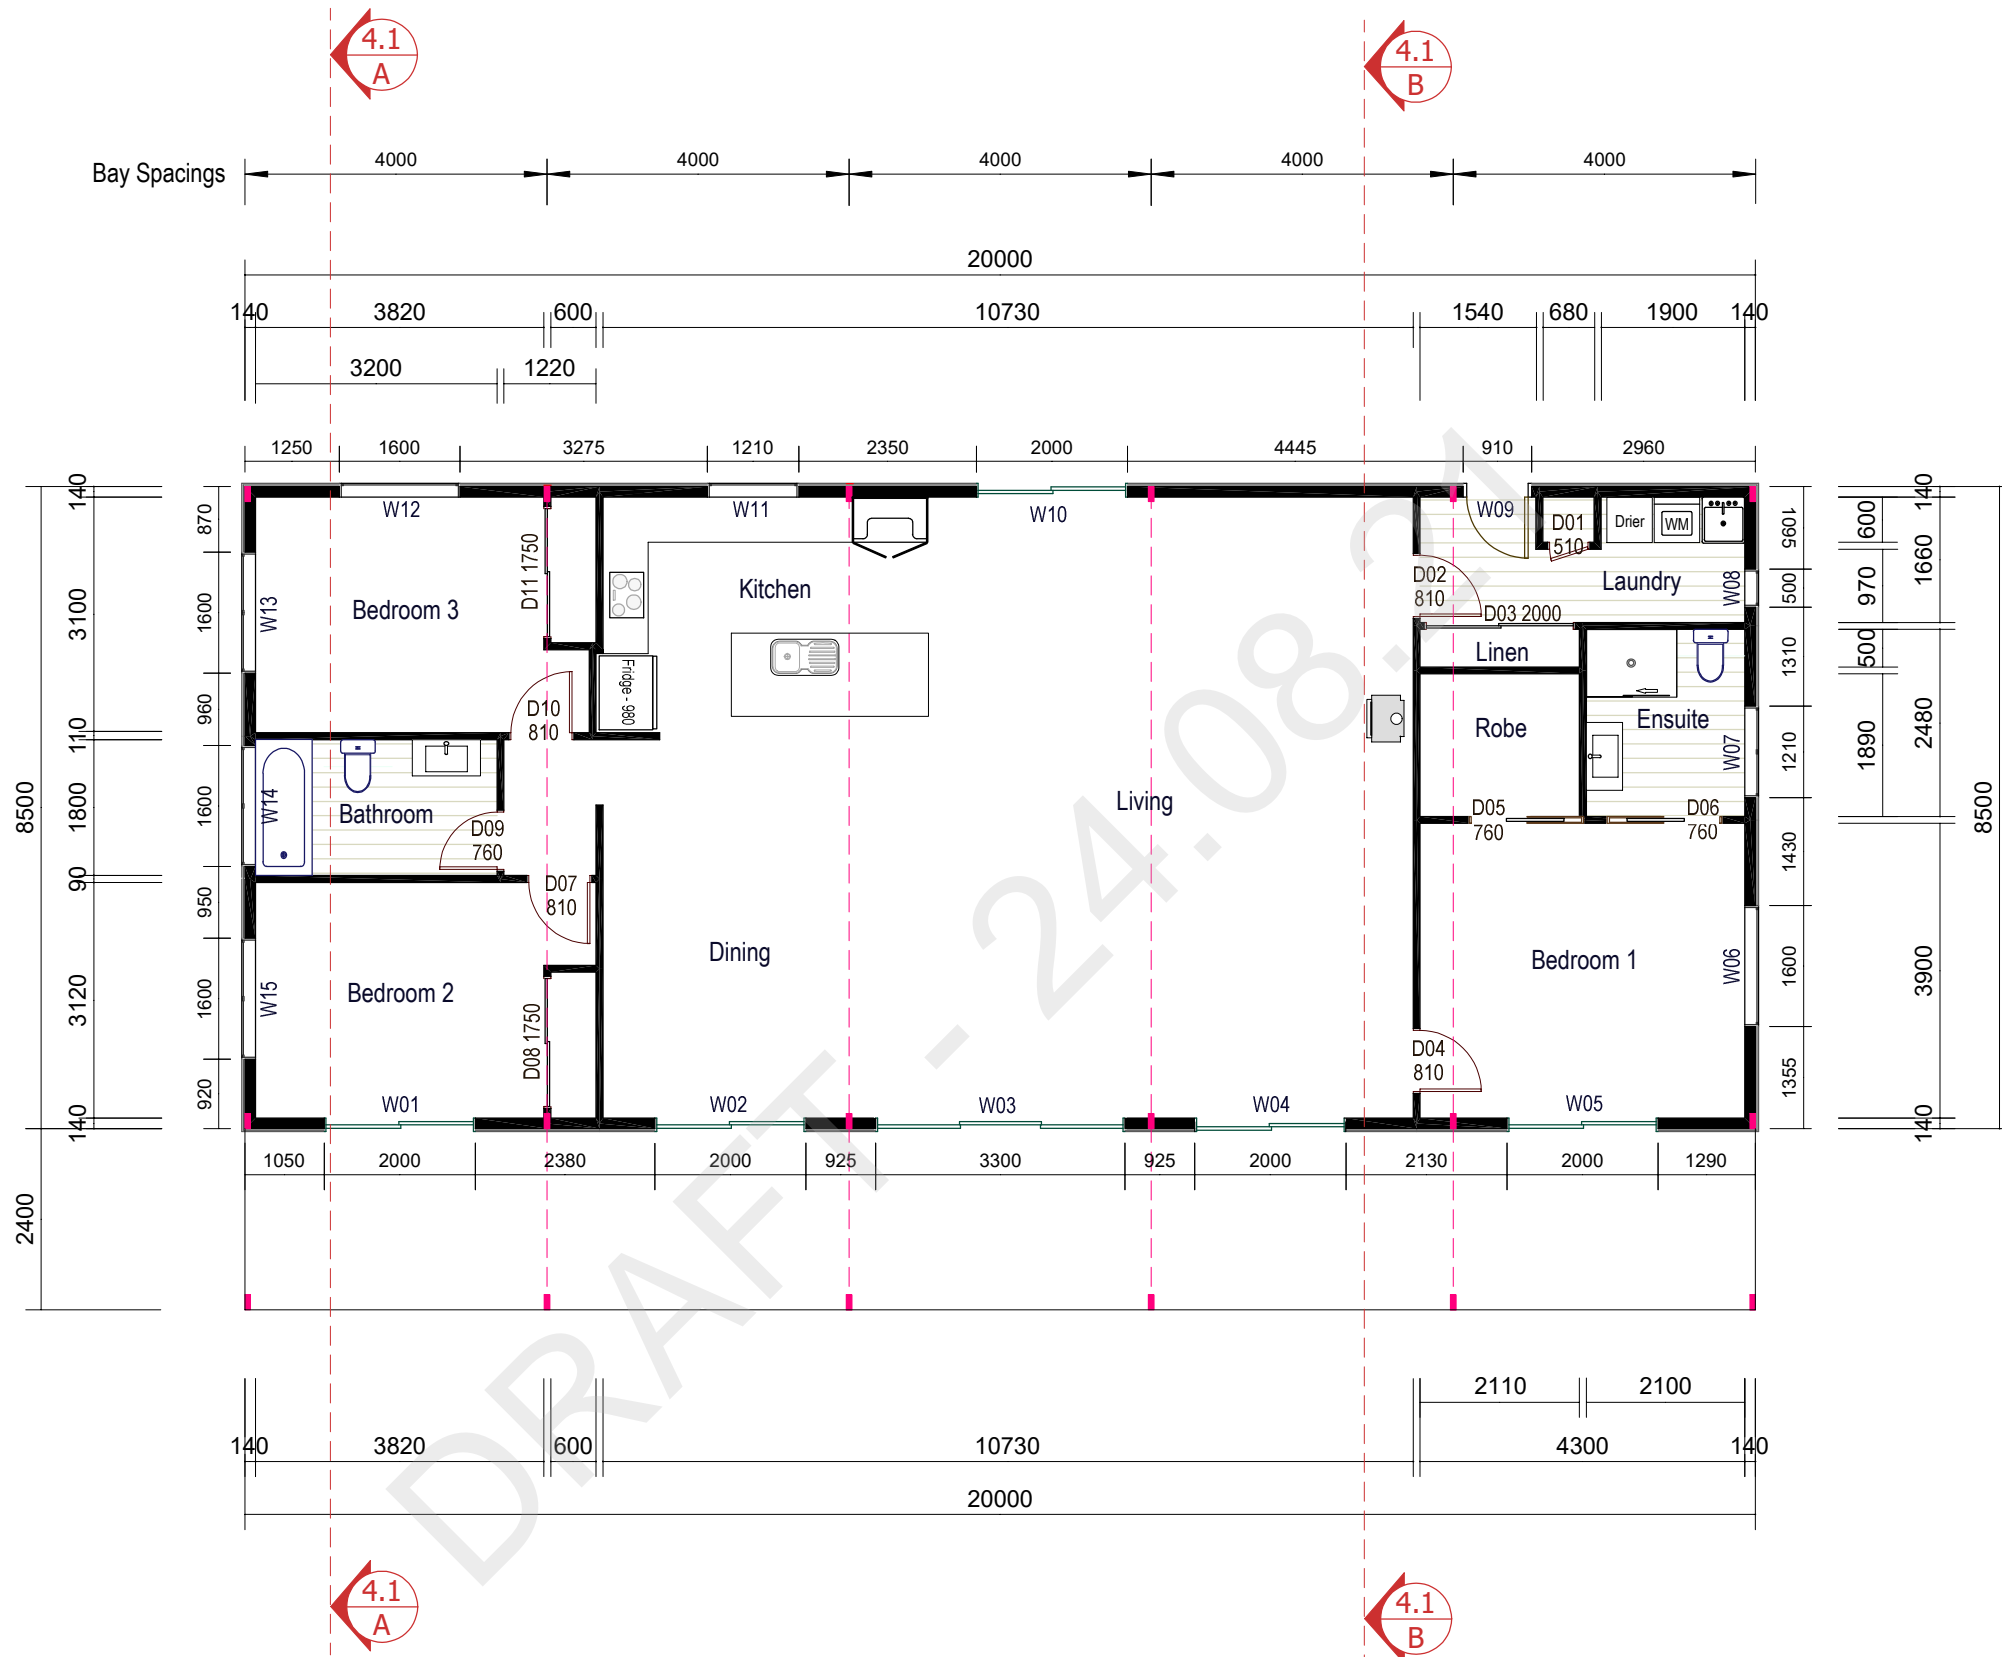 4.1
A
4.1
B
Bay Spacings
4000 4000 4000 4000 4000
20000
140 3820 600 10730 1540 680 1900 140
3200 1220
1250 1600 3275 1210 2350 2000 4445 910 2960
8500
2400
140
3100
110
1800
90
3120
140
870
1600
960
1600
950
1600
920
W12
W11
W10
W09
D01
510
Drier
WM
W13
Bedroom 3
D11 1750
Kitchen
D02
810
Laundry
W08
D03 2000
Linen
Fridge - 980
D10
810
Robe
Ensuite
W07
W14
Bathroom
D09
760
Living
D05
760
D06
760
D07
810
Dining
Bedroom 1
W06
W15
Bedroom 2
D08 1750
D04
810
W01
W02
W03
W04
W05
1065
500
1310
1210
1430
1600
1355
600
970
500
1890
140
1660
2480
3900
140
8500
1050 2000 2380 2000 925 3300 925 2000 2130 2000 1290
2110 2100
140 3820 600 10730 4300 140
20000
4.1
A
4.1
B
DRAFT - 24.08.21